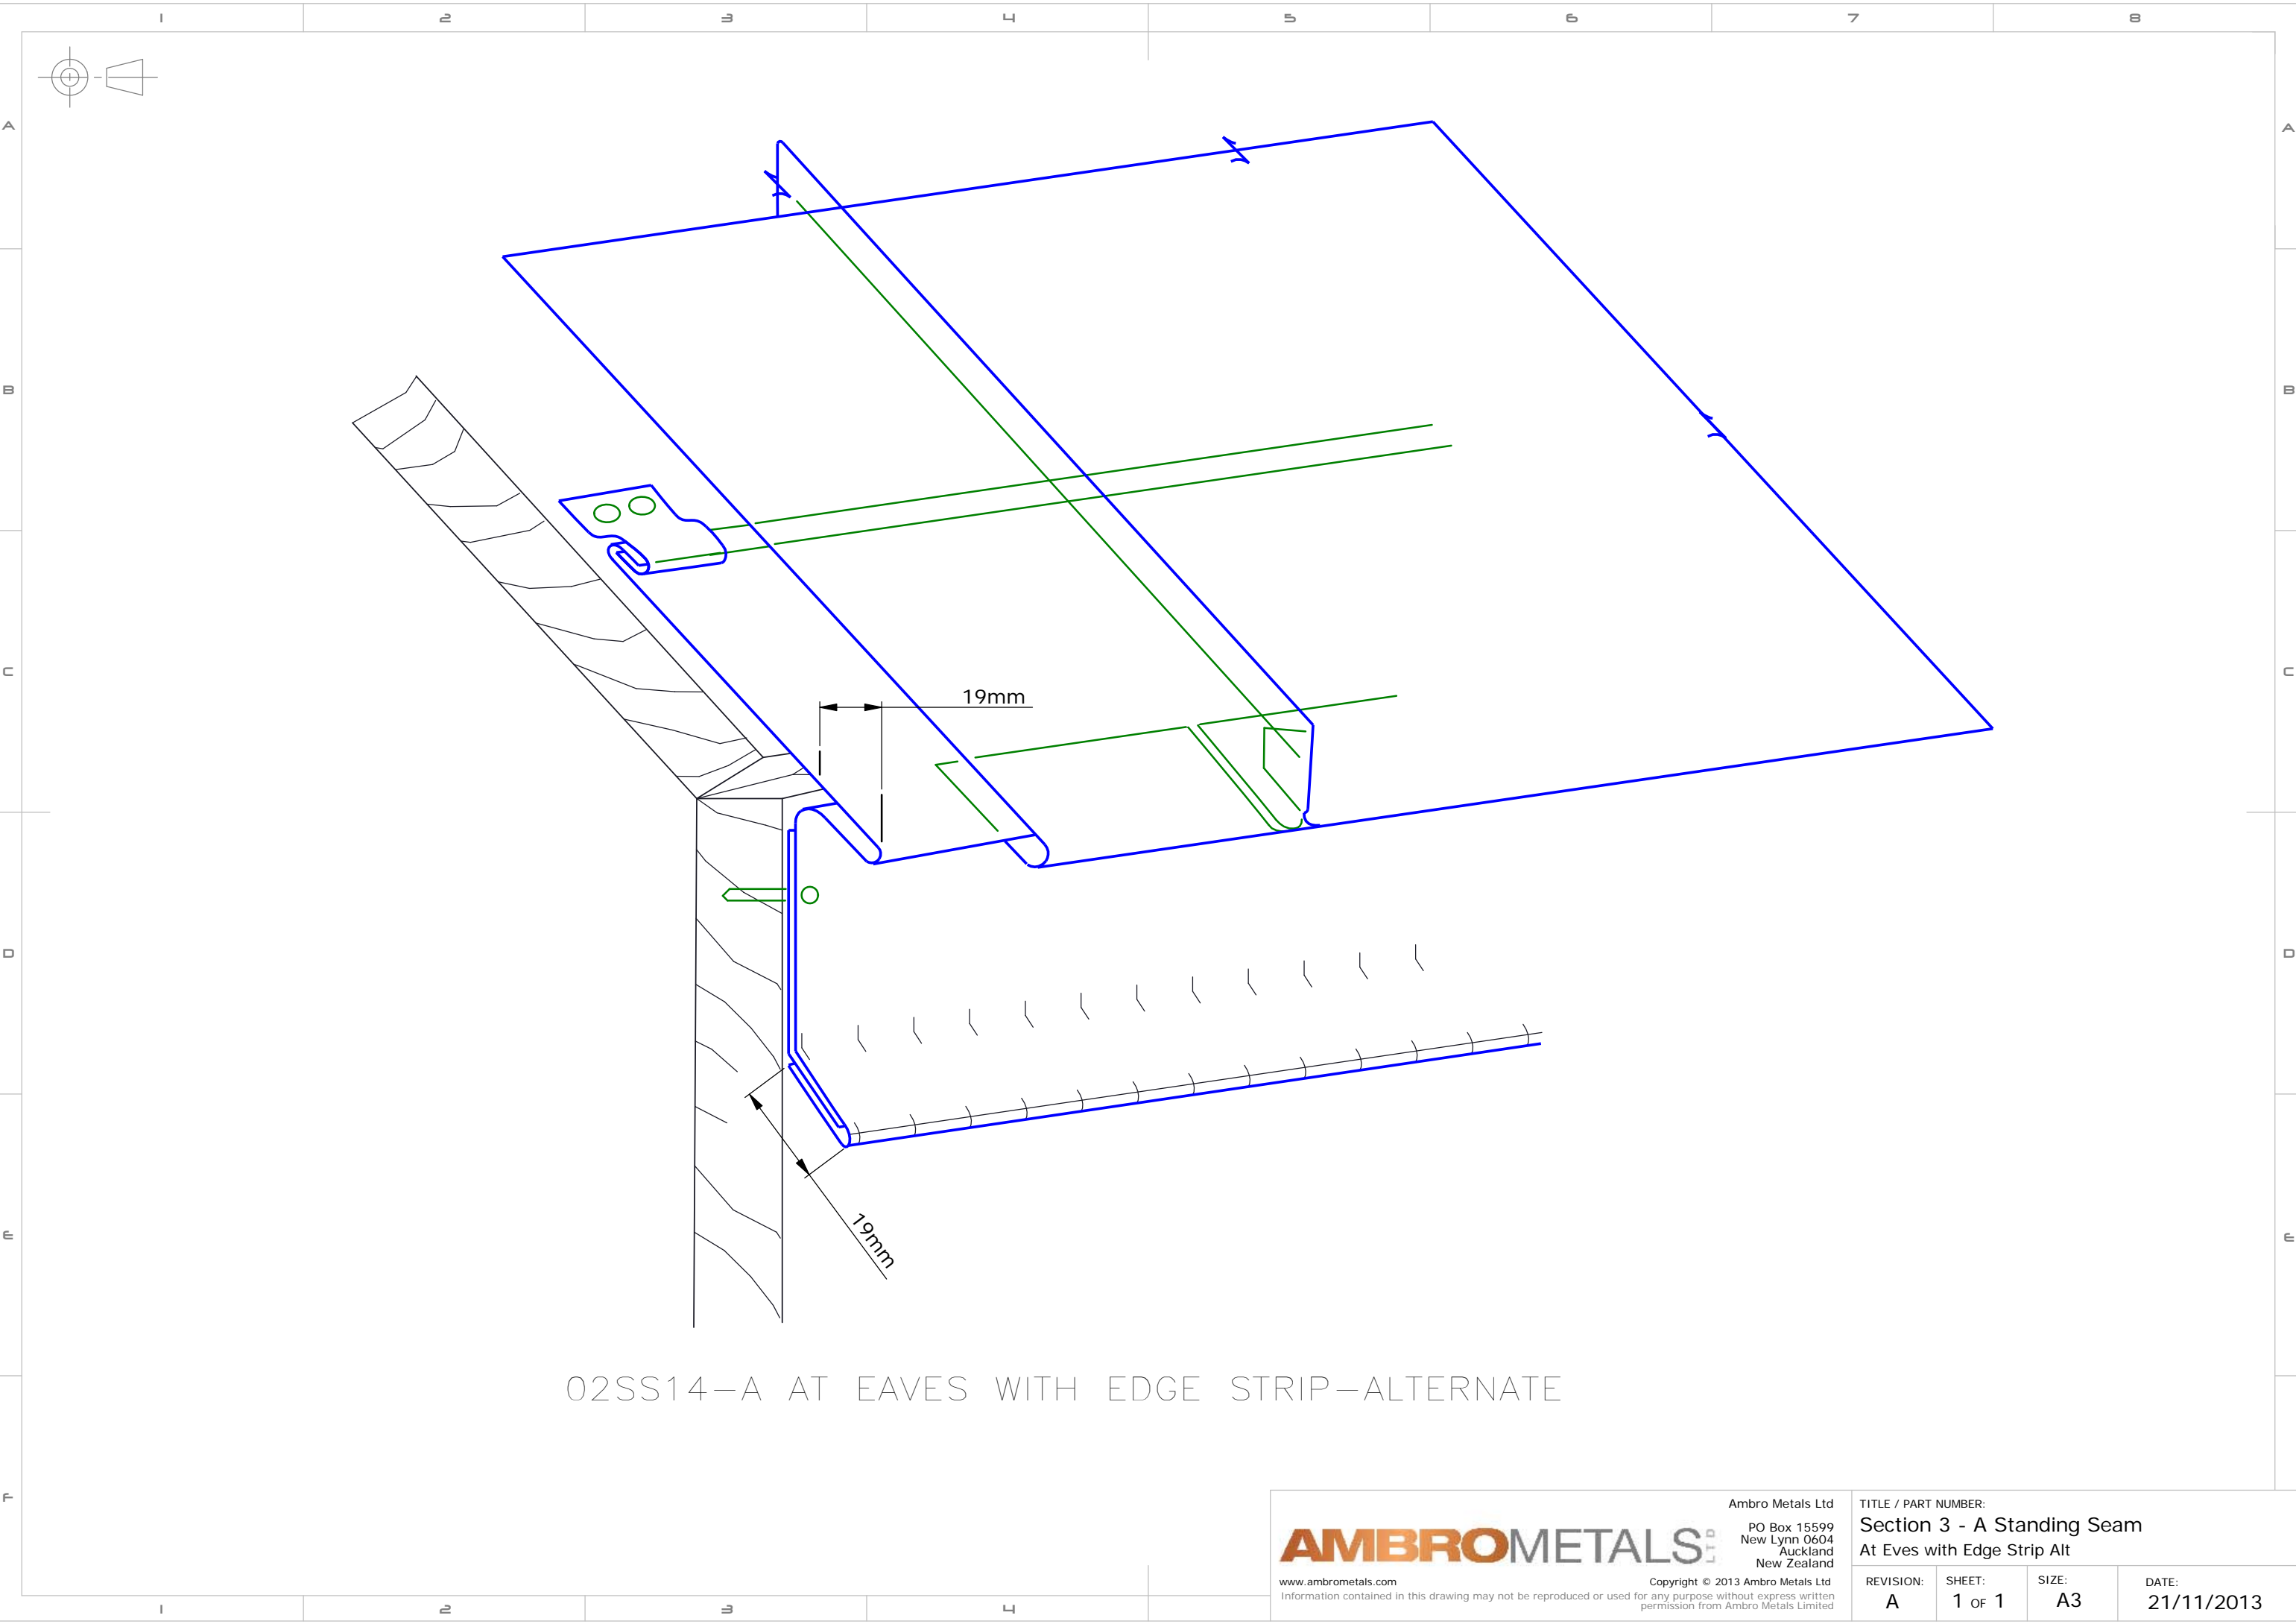 1 2 3 4 5 6 7 8
A A
B B
C C
19mm
D D
19mm
E E
02SS14-A AT EAVES WITH EDGE STRIP-ALTERNATE
F
AMBROMETALS LTD
Ambro Metals Ltd
PO Box 15599
New Lynn 0604
Auckland
New Zealand
www.ambrometals.com
Copyright © 2013 Ambro Metals Ltd
Information contained in this drawing may not be reproduced or used for any purpose without express written
permission from Ambro Metals Limited
TITLE / PART NUMBER:
Section 3 - A Standing Seam
At Eves with Edge Strip Alt
REVISION:
A
SHEET:
1 OF 1
SIZE:
A3
DATE:
21/11/2013
1 2 3 4